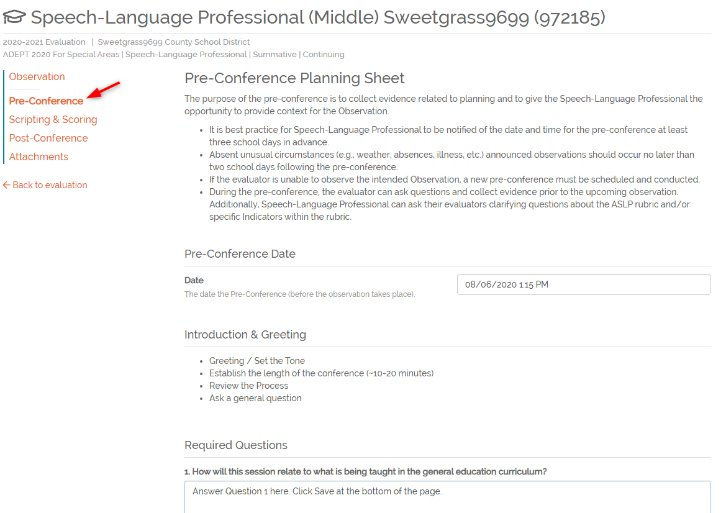 Speech-Language Professional (Middle) Sweetgrass9699 (972185)
2020-2021 Evaluation | Sweetgrass9699 County School District
ADEPT 2020 For Special Areas | Speech-Language Professional | Summative | Continuing
Observation
Pre-Conference
Scripting & Scoring
Post-Conference
Attachments
Back to evaluation
Pre-Conference Planning Sheet
The purpose of the pre-conference is to collect evidence related to planning and to give the Speech-Language Professional the
opportunity to provide context for the Observation.
• It is best practice for Speech-Language Professional to be notified of the date and time for the pre-conference at least
three school days in advance.
• Absent unusual circumstances (e.g., weather, absences, illness, etc.) announced observations should occur no later than
two school days following the pre-conference.
• If the evaluator is unable to observe the intended Observation, a new pre-conference must be scheduled and conducted.
• During the pre-conference, the evaluator can ask questions and collect evidence prior to the upcoming observation.
Additionally, Speech-Language Professional can ask their evaluators clarifying questions about the ASLP rubric and/or
specific Indicators within the rubric.
Pre-Conference Date
Date
The date the Pre-Conference (before the observation takes place).
08/06/2020 1:15 PM
Introduction & Greeting
• Greeting / Set the Tone
• Establish the length of the conference (~10-20 minutes)
• Review the Process
• Ask a general question
Required Questions
1. How will this session relate to what is being taught in the general education curriculum?
Answer Question 1 here. Click Save at the bottom of the page.